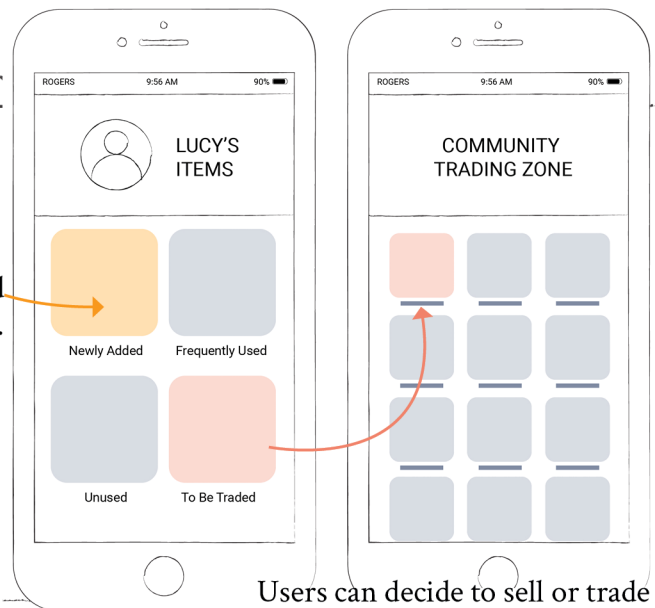 ROGERS 9:56 AM 90%
LUCY'S
ITEMS
Newly Added Frequently Used
Unused To Be Traded
ROGERS 9:56 AM 90%
COMMUNITY
TRADING ZONE
Users can decide to sell or trade